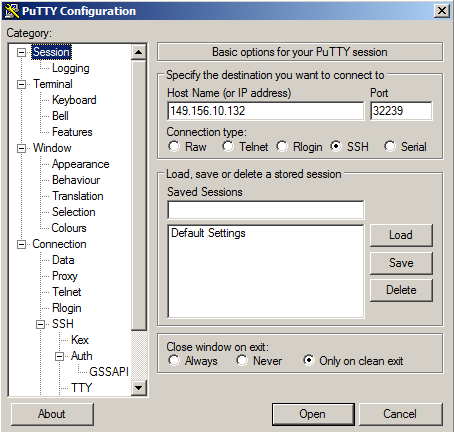 PuTTY Configuration
Category:
Session
Logging
Terminal
Keyboard
Bell
Features
Window
Appearance
Behaviour
Translation
Selection
Colours
Connection
Data
Proxy
Telnet
Rlogin
SSH
Kex
Auth
GSSAPI
TTY
Basic options for your PuTTY session
Specify the destination you want to connect to
Host Name (or IP address) Port
149.156.10.132 32239
Connection type:
Raw Telnet Rlogin SSH Serial
Load, save or delete a stored session
Saved Sessions
Default Settings
Load
Save
Delete
Close window on exit:
Always Never Only on clean exit
About Open Cancel